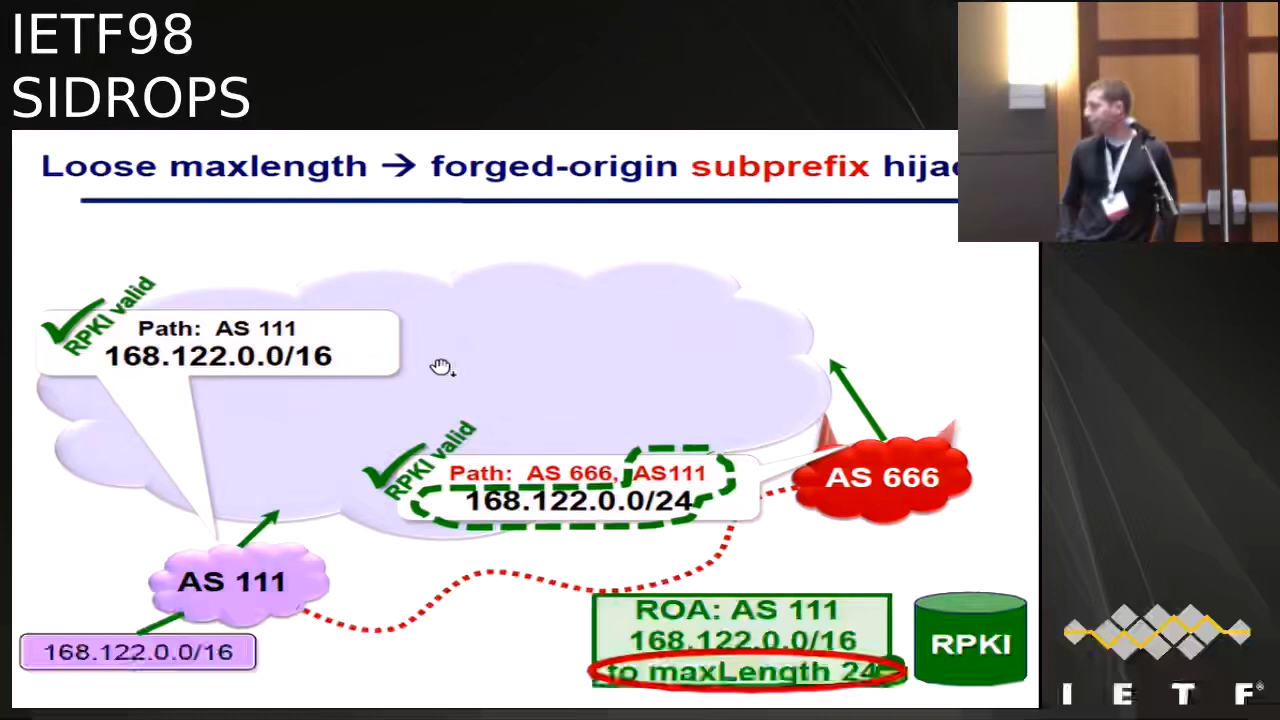 IETF98
SIDROPS
Loose maxlength → forged-origin subprefix
RPKI valid
Path: AS 111
168.122.0.0/16
RPKI valid
Path: AS 666, AS111
168.122.0.0/24
AS 666
AS 111
168.122.0.0/16
ROA: AS 111
168.122.0.0/16
to maxLength 24
RPKI
I E T F®